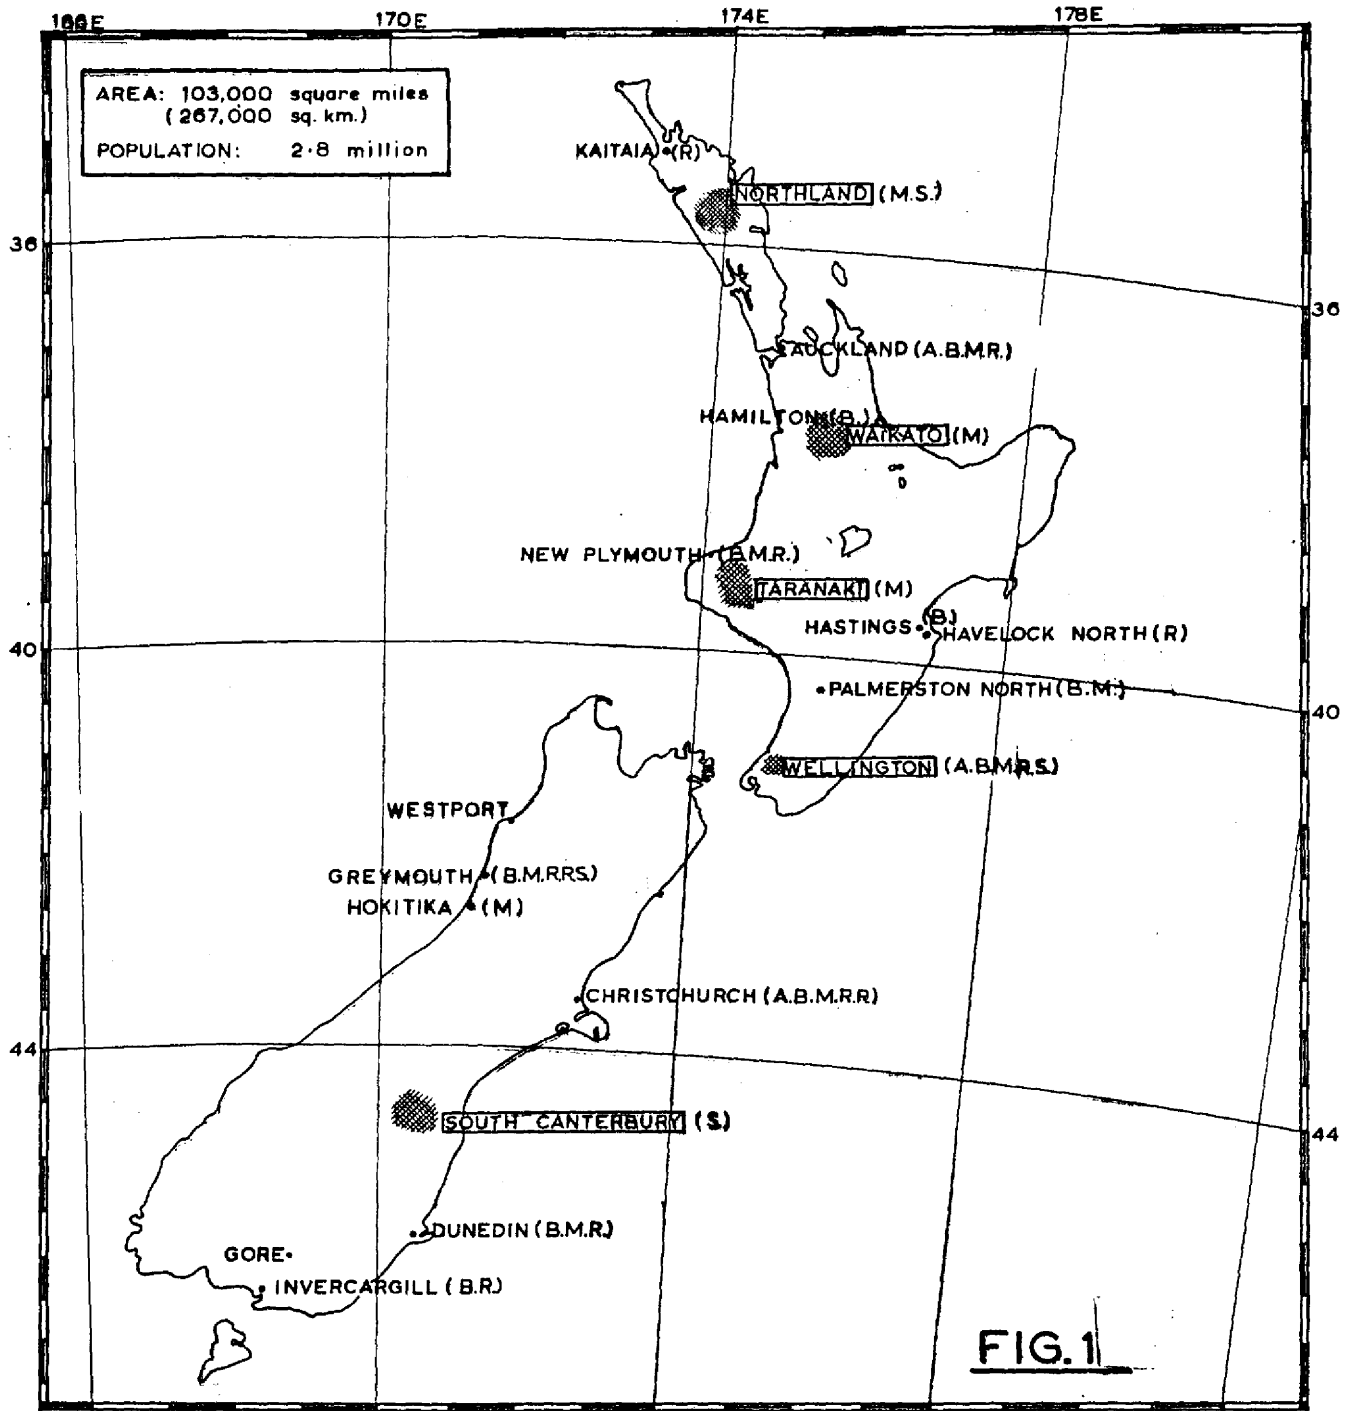 166E 170E 174E 178E
AREA: 103,000 square miles
(267,000 sq. km.)
POPULATION: 2·8 million
KAITAIA (R)
NORTHLAND (M.S.)
36
36
AUCKLAND (A.B.M.R.)
HAMILTON (B.)
WAIKATO (M)
NEW PLYMOUTH (B.M.R.)
TARANAKI (M)
HASTINGS (B.)
HAVELOCK NORTH (R)
40
PALMERSTON NORTH (B.M.)
40
WELLINGTON (A.B.M.R.S.)
WESTPORT
GREYMOUTH (B.M.R.R.S.)
HOKITIKA (M)
CHRISTCHURCH (A.B.M.R.R)
44
SOUTH CANTERBURY (S.)
44
DUNEDIN (B.M.R.)
GORE
INVERCARGILL (B.R.)
FIG. 1